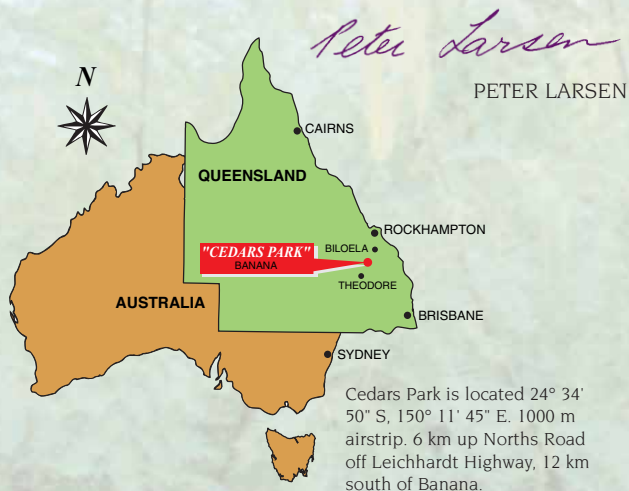 Peter Larsen
PETER LARSEN
N
CAIRNS
QUEENSLAND
ROCKHAMPTON
BILOELA
"CEDARS PARK"
BANANA
THEODORE
AUSTRALIA
BRISBANE
SYDNEY
Cedars Park is located 24° 34'
50" S, 150° 11' 45" E. 1000 m
airstrip. 6 km up Norths Road
off Leichhardt Highway, 12 km
south of Banana.